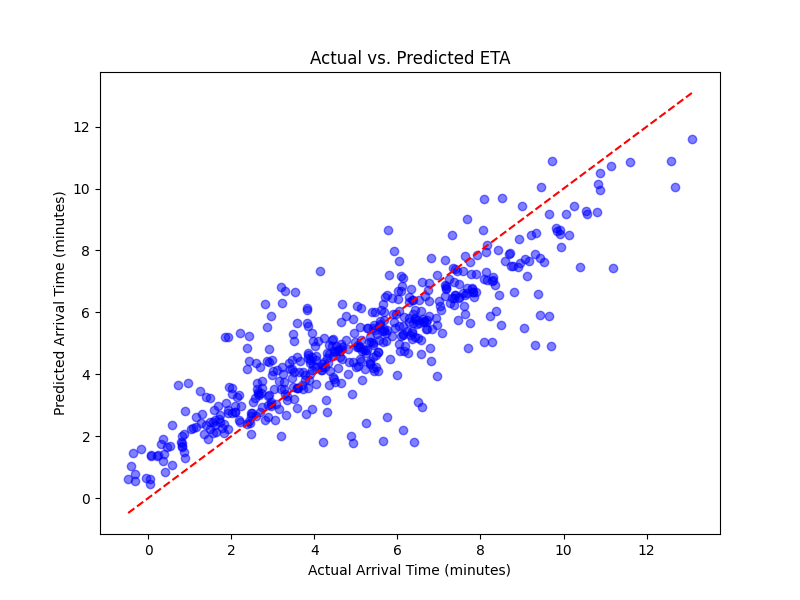 Actual vs. Predicted ETA
Predicted Arrival Time (minutes)
12
10
8
6
4
2
0
0 2 4 6 8 10 12
Actual Arrival Time (minutes)